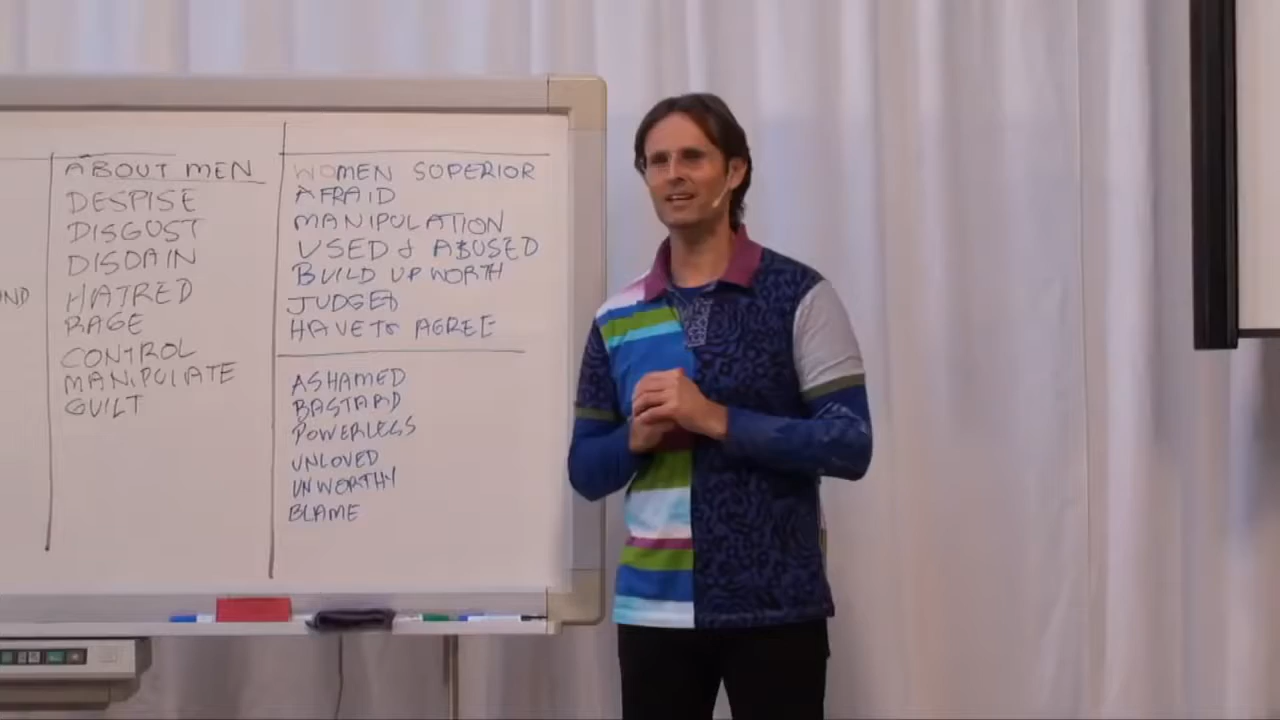 ND
ABOUT MEN
DESPISE
DISGUST
DISDAIN
HATRED
RAGE
CONTROL
MANIPULATE
GUILT
WOMEN SUPERIOR
AFRAID
MANIPULATION
USED & ABUSED
BUILD UP WORTH
JUDGED
HAVE TO AGREE
ASHAMED
BASTARD
POWERLESS
UNLOVED
UNWORTHY
BLAME